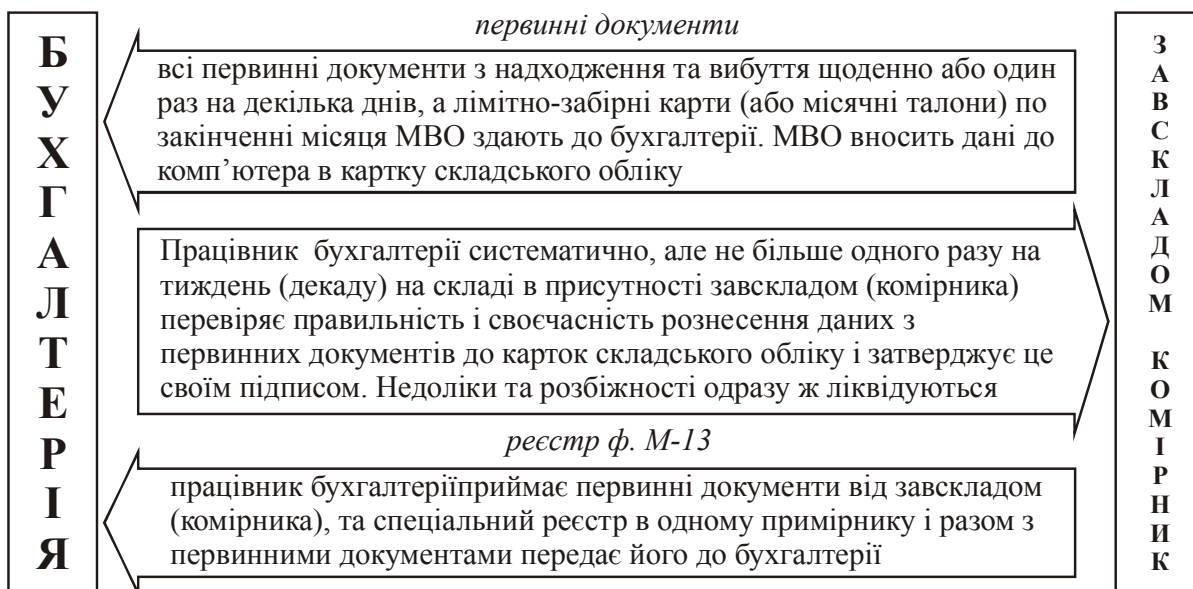 БУХГАЛТЕРІЯ
первинні документи
всі первинні документи з надходження та вибуття щоденно або один
раз на декілька днів, а лімітно-забірні карти (або місячні талони) по
закінченні місяця МВО здають до бухгалтерії. МВО вносить дані до
комп’ютера в картку складського обліку
Працівник бухгалтерії систематично, але не більше одного разу на
тиждень (декаду) на складі в присутності завскладом (комірника)
перевіряє правильність і своєчасність рознесення даних з
первинних документів до карток складського обліку і затверджує це
своїм підписом. Недоліки та розбіжності одразу ж ліквідуються
реєстр ф. М-13
працівник бухгалтеріїприймає первинні документи від завскладом
(комірника), та спеціальний реєстр в одному примірнику і разом з
первинними документами передає його до бухгалтерії
ЗАВСКЛАДОМ КОМІРНИК